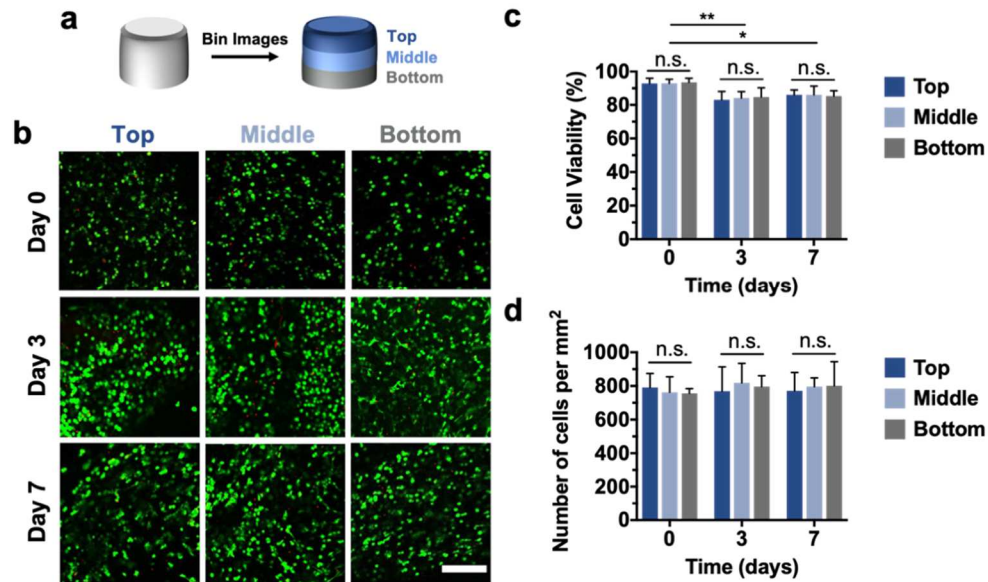 a
Bin Images
Top
Middle
Bottom
b
Top Middle Bottom
Day 0
Day 3
Day 7
c
**
*
n.s. n.s. n.s.
Cell Viability (%)
100
80
60
40
20
0
0 3 7
Time (days)
Top
Middle
Bottom
d
n.s. n.s. n.s.
Number of cells per mm²
1000
800
600
400
200
0
0 3 7
Time (days)
Top
Middle
Bottom